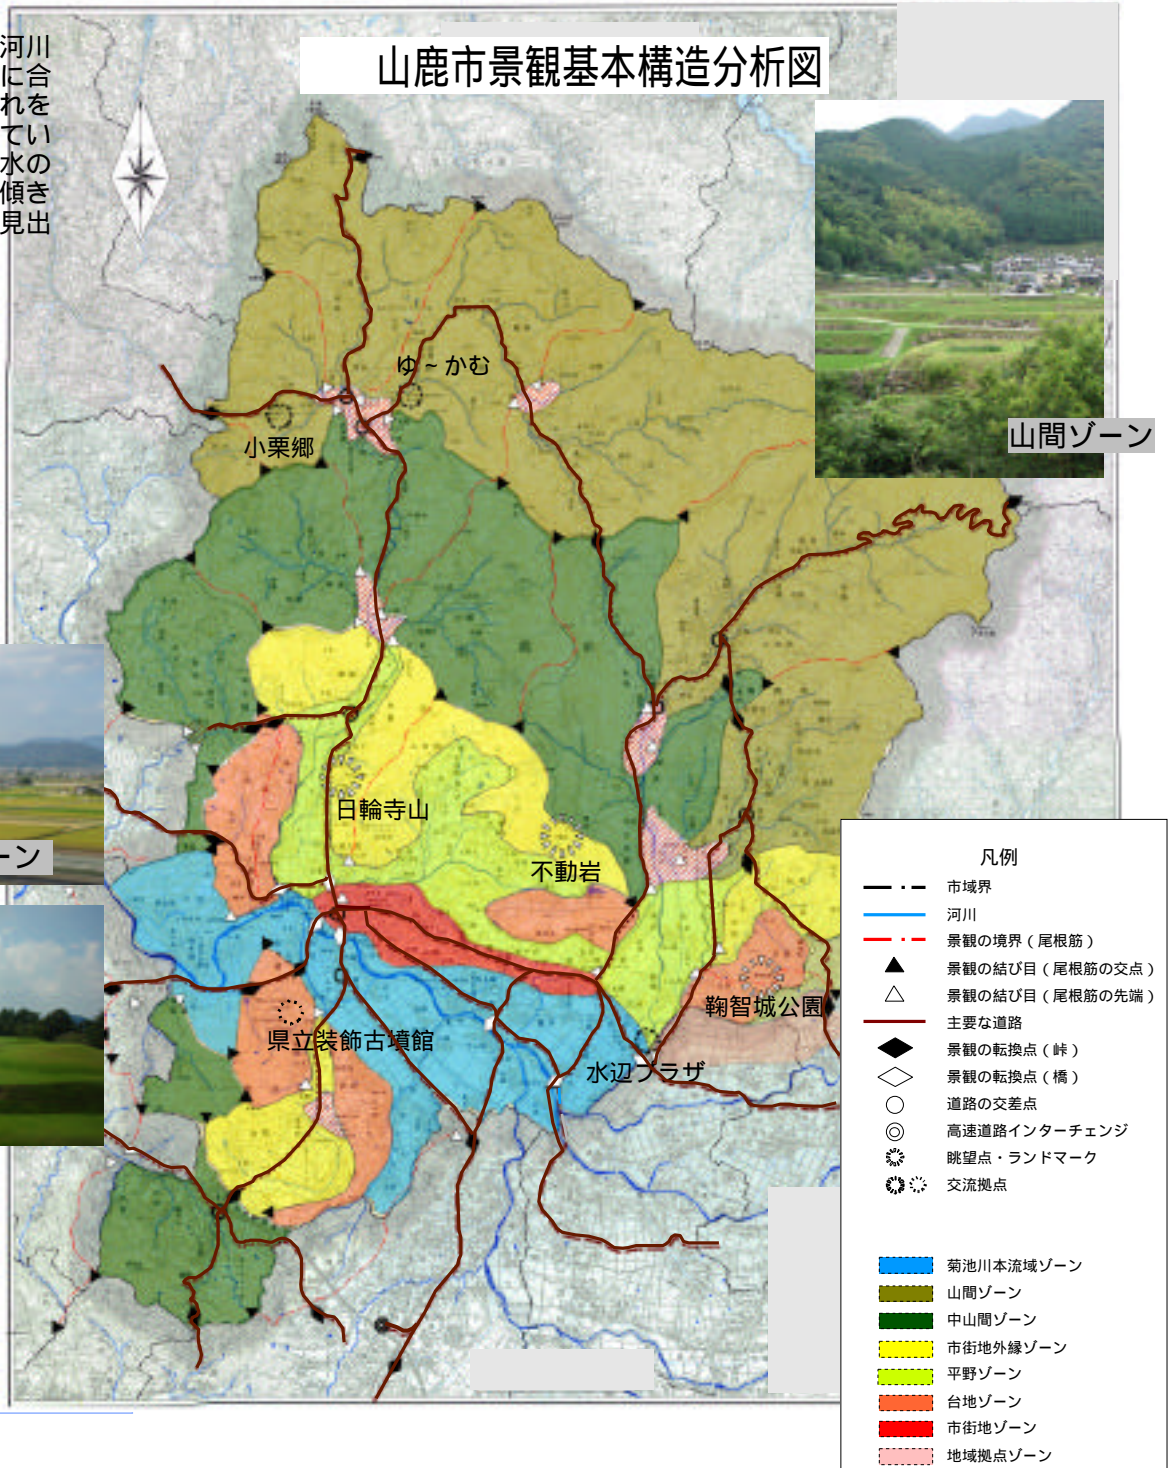 山鹿市景観基本構造分析図
河川
に合
れを
てい
水の
傾き
見出
山間ゾーン
ゆ~かむ
小栗郷
日輪寺山
不動岩
ーン
鞠智城公園
県立装飾古墳館
水辺プラザ
凡例
市域界
河川
景観の境界(尾根筋)
景観の結び目(尾根筋の交点)
景観の結び目(尾根筋の先端)
主要な道路
景観の転換点(峠)
景観の転換点(橋)
道路の交差点
高速道路インターチェンジ
眺望点・ランドマーク
交流拠点
菊池川本流域ゾーン
山間ゾーン
中山間ゾーン
市街地外縁ゾーン
平野ゾーン
台地ゾーン
市街地ゾーン
地域拠点ゾーン